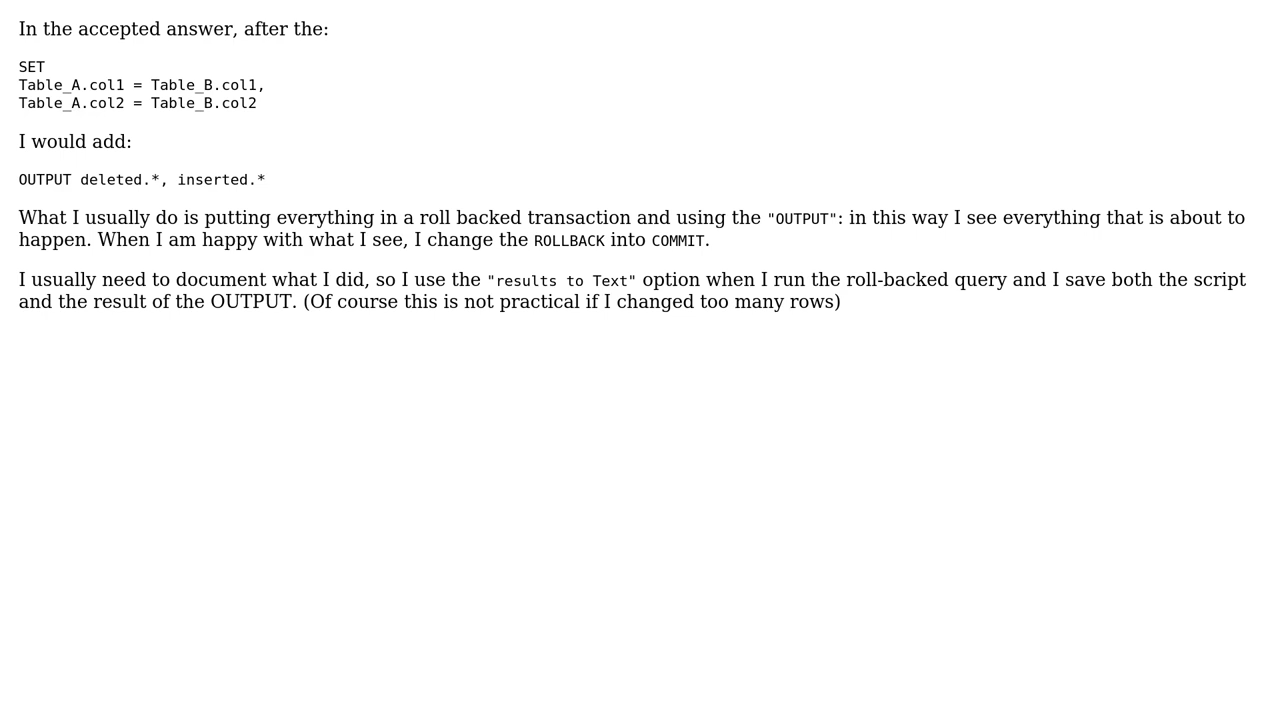 In the accepted answer, after the:
SET
Table_A.col1 = Table_B.col1,
Table_A.col2 = Table_B.col2
I would add:
OUTPUT deleted.*, inserted.*
What I usually do is putting everything in a roll backed transaction and using the "OUTPUT": in this way I see everything that is about to
happen. When I am happy with what I see, I change the ROLLBACK into COMMIT.
I usually need to document what I did, so I use the "results to Text" option when I run the roll-backed query and I save both the script
and the result of the OUTPUT. (Of course this is not practical if I changed too many rows)